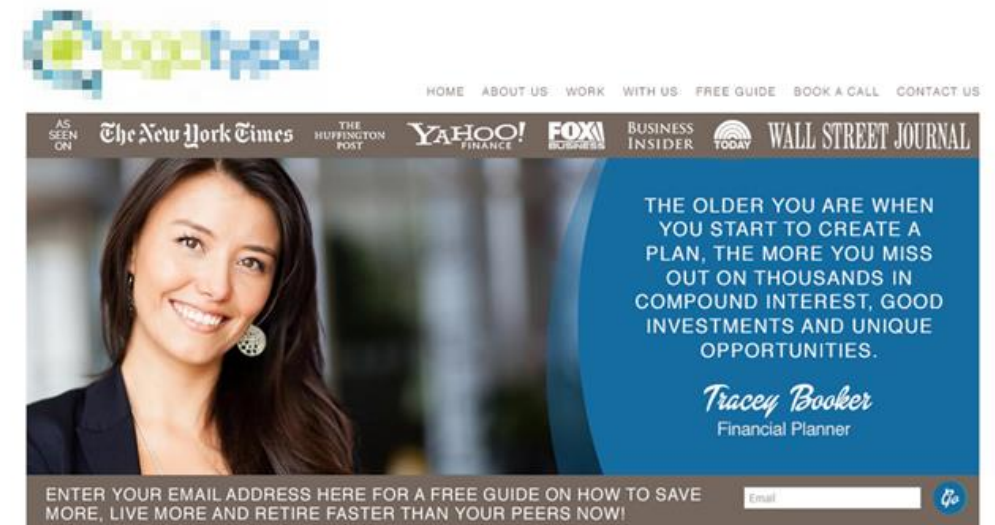 HOME ABOUT US WORK WITH US FREE GUIDE BOOK A CALL CONTACT US
AS
SEEN
ON
The New York Times
THE
HUFFINGTON
POST
YAHOO!
FINANCE
FOX
BUSINESS
BUSINESS
INSIDER
TODAY
WALL STREET JOURNAL
THE OLDER YOU ARE WHEN
YOU START TO CREATE A
PLAN, THE MORE YOU MISS
OUT ON THOUSANDS IN
COMPOUND INTEREST, GOOD
INVESTMENTS AND UNIQUE
OPPORTUNITIES.
Tracey Booker
Financial Planner
ENTER YOUR EMAIL ADDRESS HERE FOR A FREE GUIDE ON HOW TO SAVE
MORE, LIVE MORE AND RETIRE FASTER THAN YOUR PEERS NOW!
Email
Go